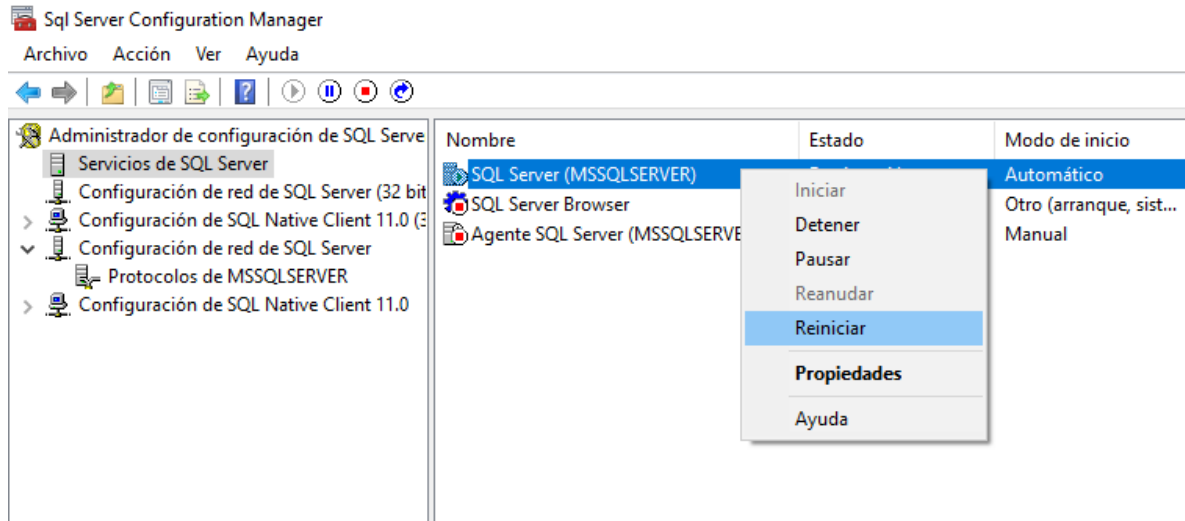 Sql Server Configuration Manager
Archivo Acción Ver Ayuda
Administrador de configuración de SQL Serve
Servicios de SQL Server
Configuración de red de SQL Server (32 bit
Configuración de SQL Native Client 11.0 (3
Configuración de red de SQL Server
Protocolos de MSSQLSERVER
Configuración de SQL Native Client 11.0
Nombre Estado Modo de inicio
SQL Server (MSSQLSERVER) Automático
SQL Server Browser Otro (arranque, sist...
Agente SQL Server (MSSQLSERVE Manual
Iniciar
Detener
Pausar
Reanudar
Reiniciar
Propiedades
Ayuda